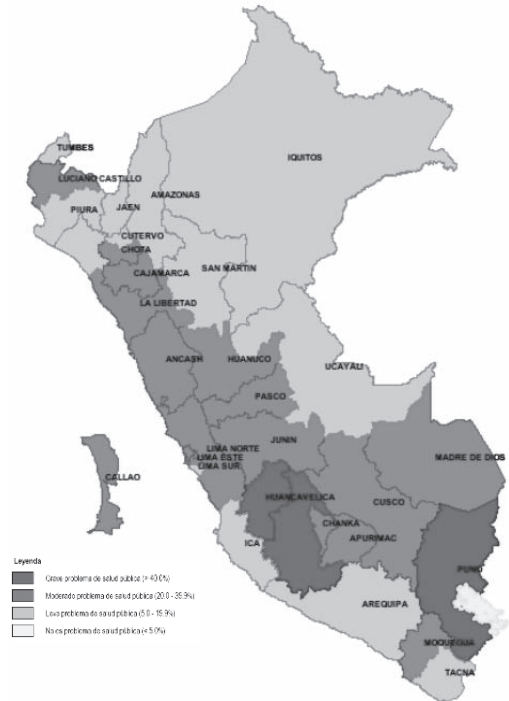 TUMBES
LUCIANO CASTILLO
IQUITOS
AMAZONAS
PIURA
JAEN
CUTERVO
CHOTA
SAN MARTIN
CAJAMARCA
LA LIBERTAD
ANCASH
HUANUCO
UCAYALI
PASCO
JUNIN
LIMA NORTE
LIMA ESTE
LIMA SUR
MADRE DE DIOS
CALLAO
HUANCAVELICA
CUSCO
CHANKA
ICA
APURIMAC
PUNO
AREQUIPA
MOQUEGUA
TACNA
Leyenda
Grave problema de salud pública (> 40.0%)
Moderado problema de salud pública (20.0 - 39.9%)
Leve problema de salud pública (5.0 - 19.9%)
No es problema de salud pública (< 5.0%)